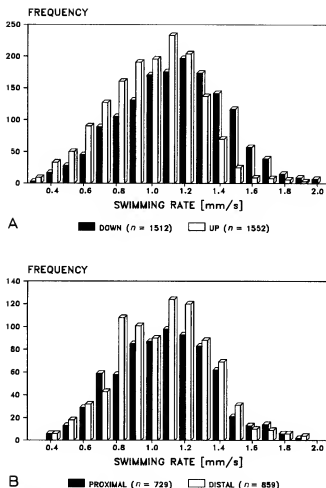 FREQUENCY
250
200
150
100
50
0
0.4 0.6 0.8 1.0 1.2 1.4 1.6 1.8 2.0
SWIMMING RATE [mm/s]
A
DOWN (n = 1512) UP (n = 1552)
FREQUENCY
140
120
100
80
60
40
20
0
0.4 0.6 0.8 1.0 1.2 1.4 1.6 1.8 2.0
SWIMMING RATE [mm/s]
B
PROXIMAL (n = 729) DISTAL (n = 859)